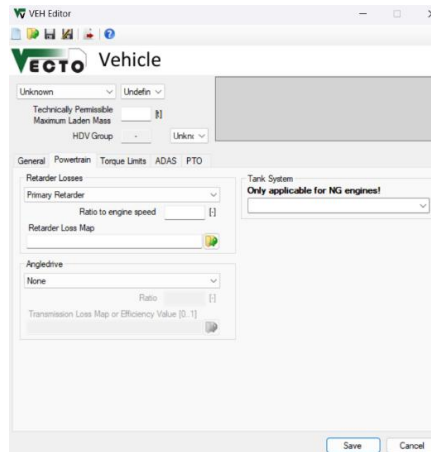 VEH Editor
VECTO Vehicle
Unknown Undefin
Technically Permissible
Maximum Laden Mass [t]
HDV Group - Unkno
General Powertrain Torque Limits ADAS PTO
Retarder Losses
Primary Retarder
Ratio to engine speed [-]
Retarder Loss Map
Angledrive
None
Ratio [-]
Transmission Loss Map or Efficiency Value [0..1]
Tank System
Only applicable for NG engines!
Save Cancel